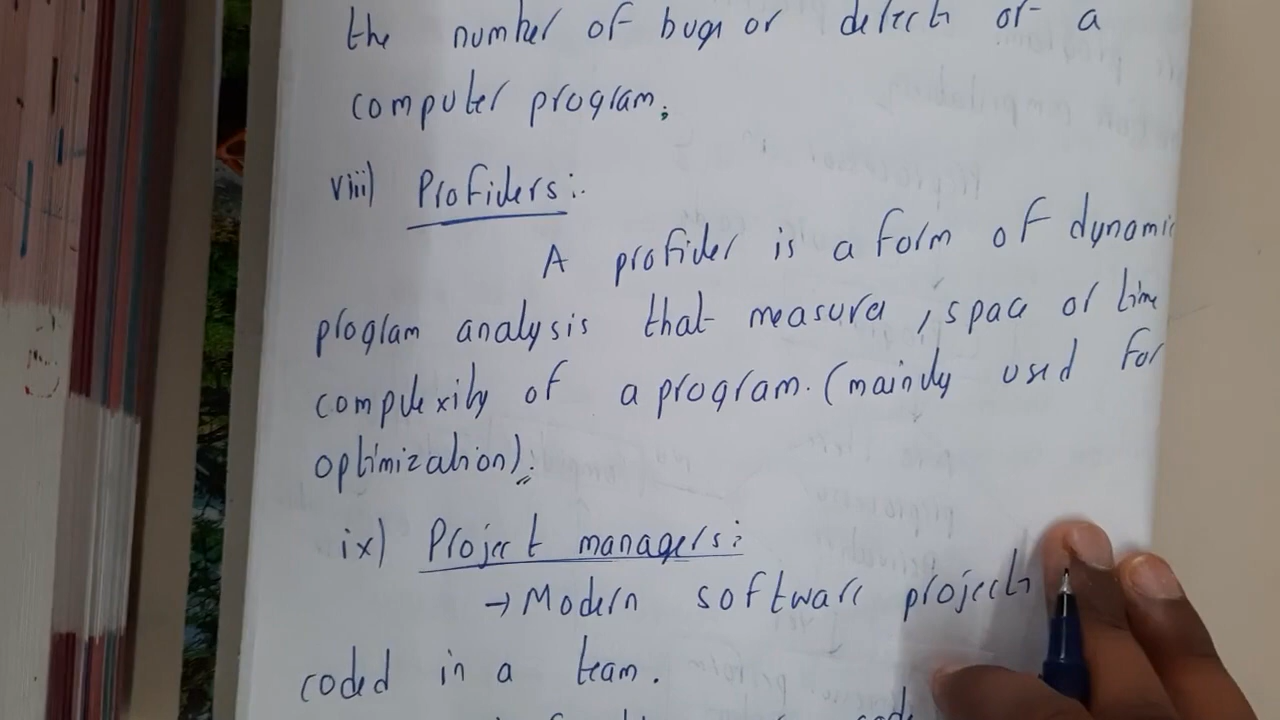 the number of bugs or defects of a
computer program.
viii) Profilers:
A profiler is a form of dynamic
program analysis that measures, space or time
complexity of a program. (mainly used for
optimization).
ix) Project managers:
→ Modern software projects
coded in a team.